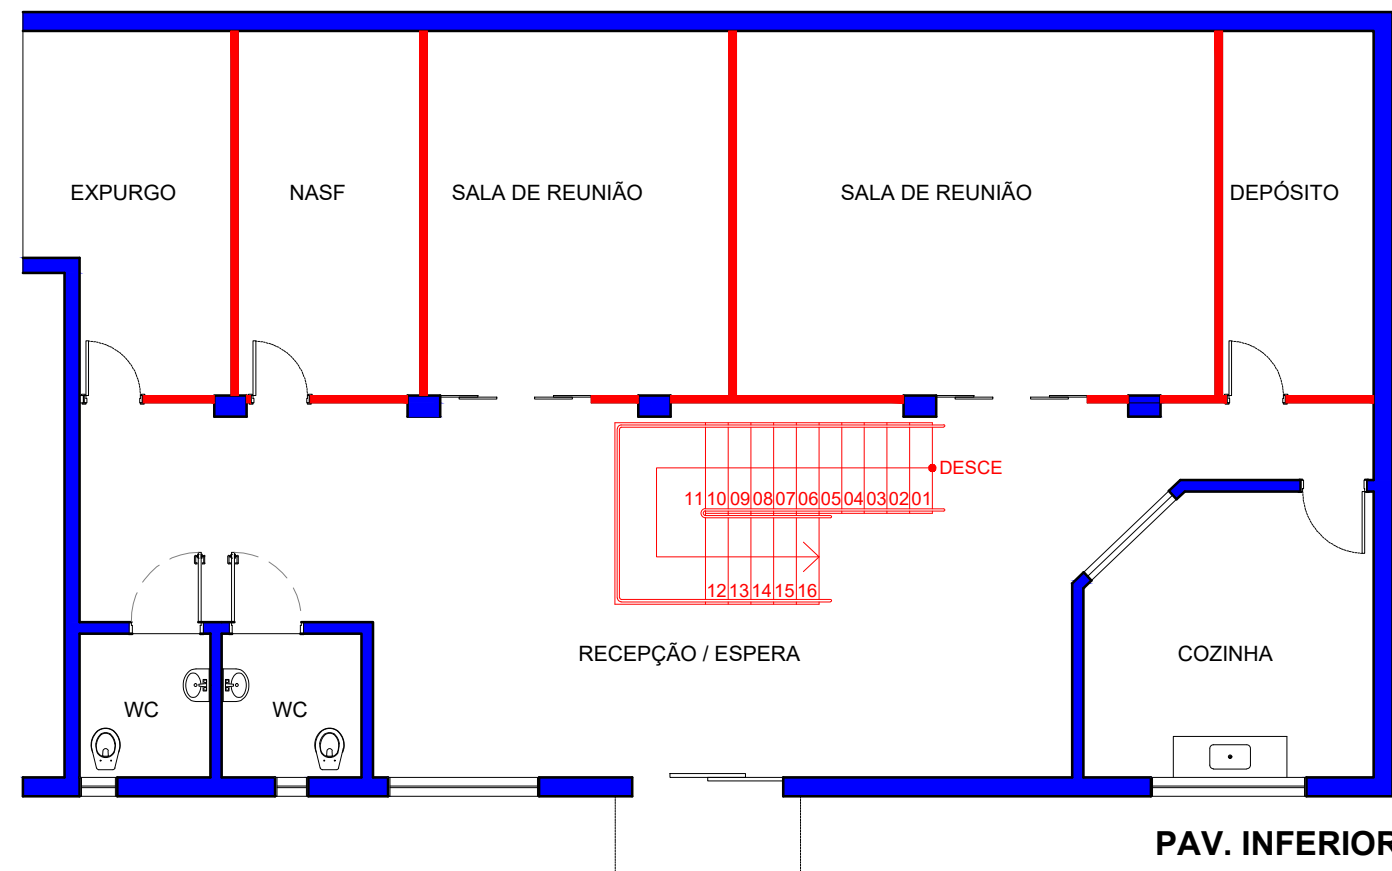 EXPURGO
NASF
SALA DE REUNIÃO
SALA DE REUNIÃO
DEPÓSITO
DESCE
11 10 09 08 07 06 05 04 03 02 01
12 13 14 15 16
RECEPÇÃO / ESPERA
COZINHA
WC
WC
PAV. INFERIOR